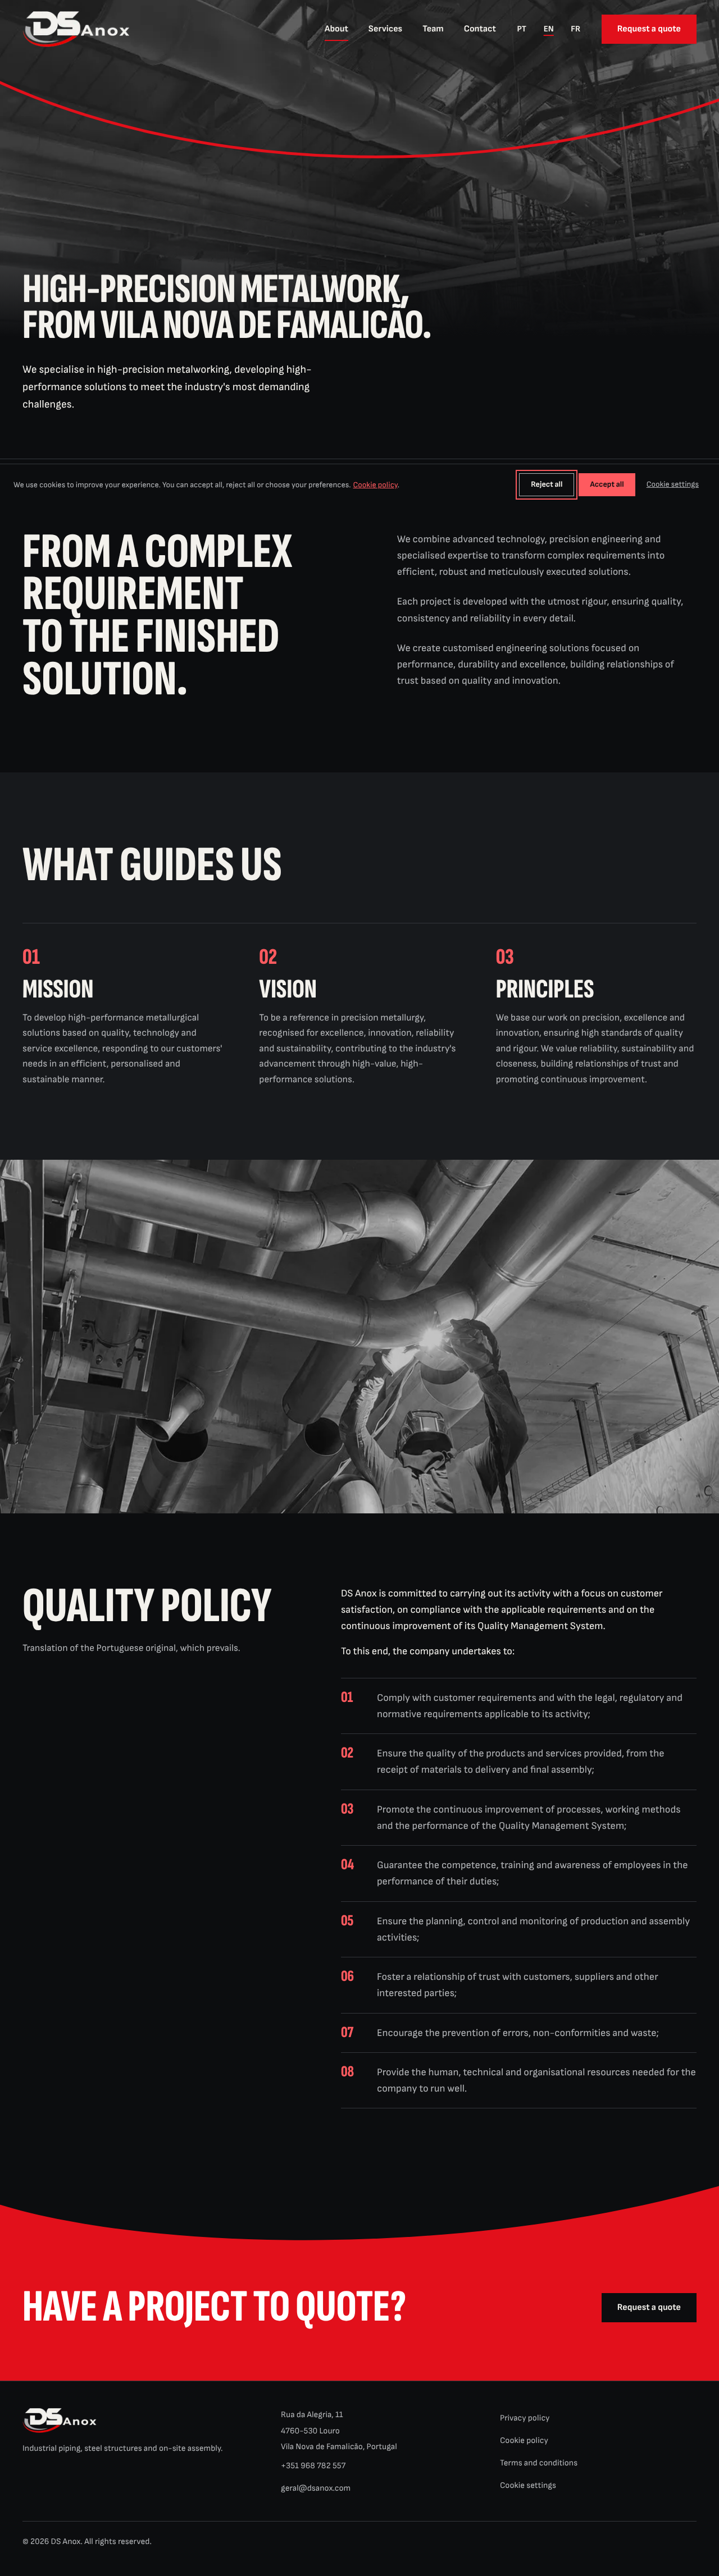 DS Anox
About Services Team Contact PT EN FR Request a quote
HIGH-PRECISION METALWORK,
FROM VILA NOVA DE FAMALICÃO.
We specialise in high-precision metalworking, developing high-
performance solutions to meet the industry's most demanding
challenges.
We use cookies to improve your experience. You can accept all, reject all or choose your preferences. Cookie policy.
Reject all Accept all Cookie settings
FROM A COMPLEX
REQUIREMENT
TO THE FINISHED
SOLUTION.
We combine advanced technology, precision engineering and
specialised expertise to transform complex requirements into
efficient, robust and meticulously executed solutions.
Each project is developed with the utmost rigour, ensuring quality,
consistency and reliability in every detail.
We create customised engineering solutions focused on
performance, durability and excellence, building relationships of
trust based on quality and innovation.
WHAT GUIDES US
01
MISSION
To develop high-performance metallurgical
solutions based on quality, technology and
service excellence, responding to our customers'
needs in an efficient, personalised and
sustainable manner.
02
VISION
To be a reference in precision metallurgy,
recognised for excellence, innovation, reliability
and sustainability, contributing to the industry's
advancement through high-value, high-
performance solutions.
03
PRINCIPLES
We base our work on precision, excellence and
innovation, ensuring high standards of quality
and rigour. We value reliability, sustainability and
closeness, building relationships of trust and
promoting continuous improvement.
QUALITY POLICY
Translation of the Portuguese original, which prevails.
DS Anox is committed to carrying out its activity with a focus on customer
satisfaction, on compliance with the applicable requirements and on the
continuous improvement of its Quality Management System.
To this end, the company undertakes to:
01 Comply with customer requirements and with the legal, regulatory and
normative requirements applicable to its activity;
02 Ensure the quality of the products and services provided, from the
receipt of materials to delivery and final assembly;
03 Promote the continuous improvement of processes, working methods
and the performance of the Quality Management System;
04 Guarantee the competence, training and awareness of employees in the
performance of their duties;
05 Ensure the planning, control and monitoring of production and assembly
activities;
06 Foster a relationship of trust with customers, suppliers and other
interested parties;
07 Encourage the prevention of errors, non-conformities and waste;
08 Provide the human, technical and organisational resources needed for the
company to run well.
HAVE A PROJECT TO QUOTE?
Request a quote
DS Anox
Industrial piping, steel structures and on-site assembly.
Rua da Alegria, 11
4760-530 Louro
Vila Nova de Famalicão, Portugal
+351 968 782 557
geral@dsanox.com
Privacy policy
Cookie policy
Terms and conditions
Cookie settings
© 2026 DS Anox. All rights reserved.